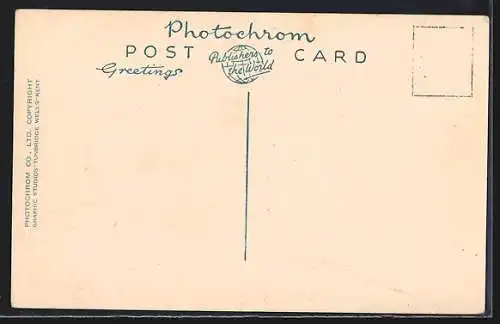 Photochrom
POST CARD
Publishers to
the World
Greetings
PHOTOCHROM CO., LTD. COPYRIGHT
GRAPHIC STUDIOS TUNBRIDGE WELLS KENT